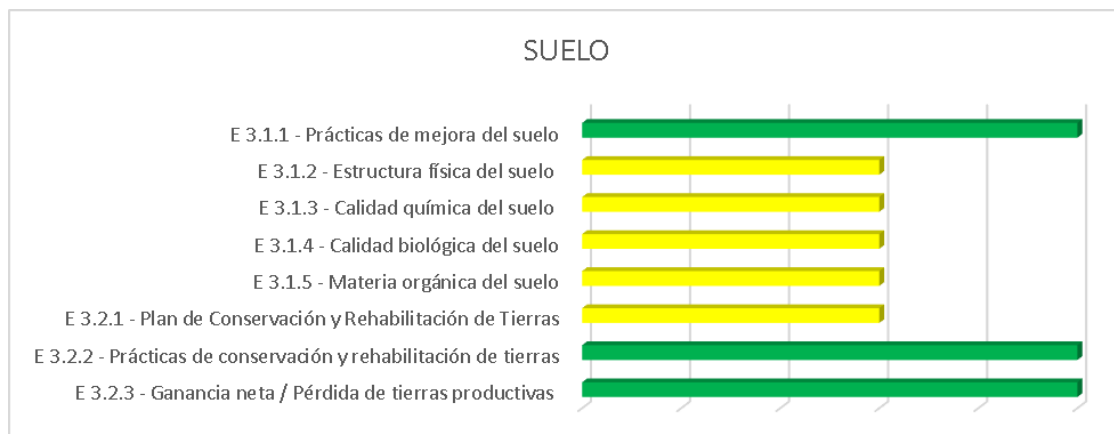 SUELO
E 3.1.1 - Prácticas de mejora del suelo
E 3.1.2 - Estructura física del suelo
E 3.1.3 - Calidad química del suelo
E 3.1.4 - Calidad biológica del suelo
E 3.1.5 - Materia orgánica del suelo
E 3.2.1 - Plan de Conservación y Rehabilitación de Tierras
E 3.2.2 - Prácticas de conservación y rehabilitación de tierras
E 3.2.3 - Ganancia neta / Pérdida de tierras productivas